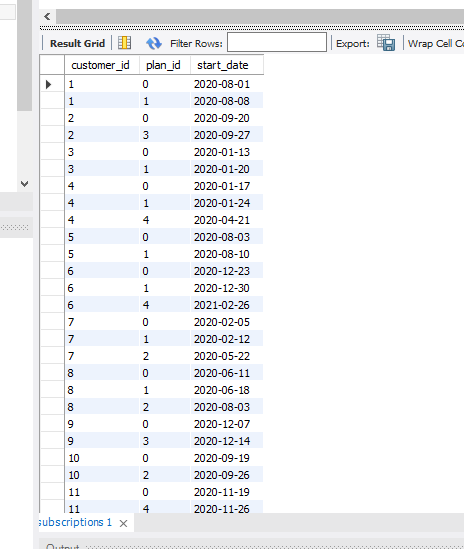 Result Grid Filter Rows: Export: Wrap Cell Co
customer_id plan_id start_date
1 0 2020-08-01
1 1 2020-08-08
2 0 2020-09-20
2 3 2020-09-27
3 0 2020-01-13
3 1 2020-01-20
4 0 2020-01-17
4 1 2020-01-24
4 4 2020-04-21
5 0 2020-08-03
5 1 2020-08-10
6 0 2020-12-23
6 1 2020-12-30
6 4 2021-02-26
7 0 2020-02-05
7 1 2020-02-12
7 2 2020-05-22
8 0 2020-06-11
8 1 2020-06-18
8 2 2020-08-03
9 0 2020-12-07
9 3 2020-12-14
10 0 2020-09-19
10 2 2020-09-26
11 0 2020-11-19
11 4 2020-11-26
subscriptions 1
Output